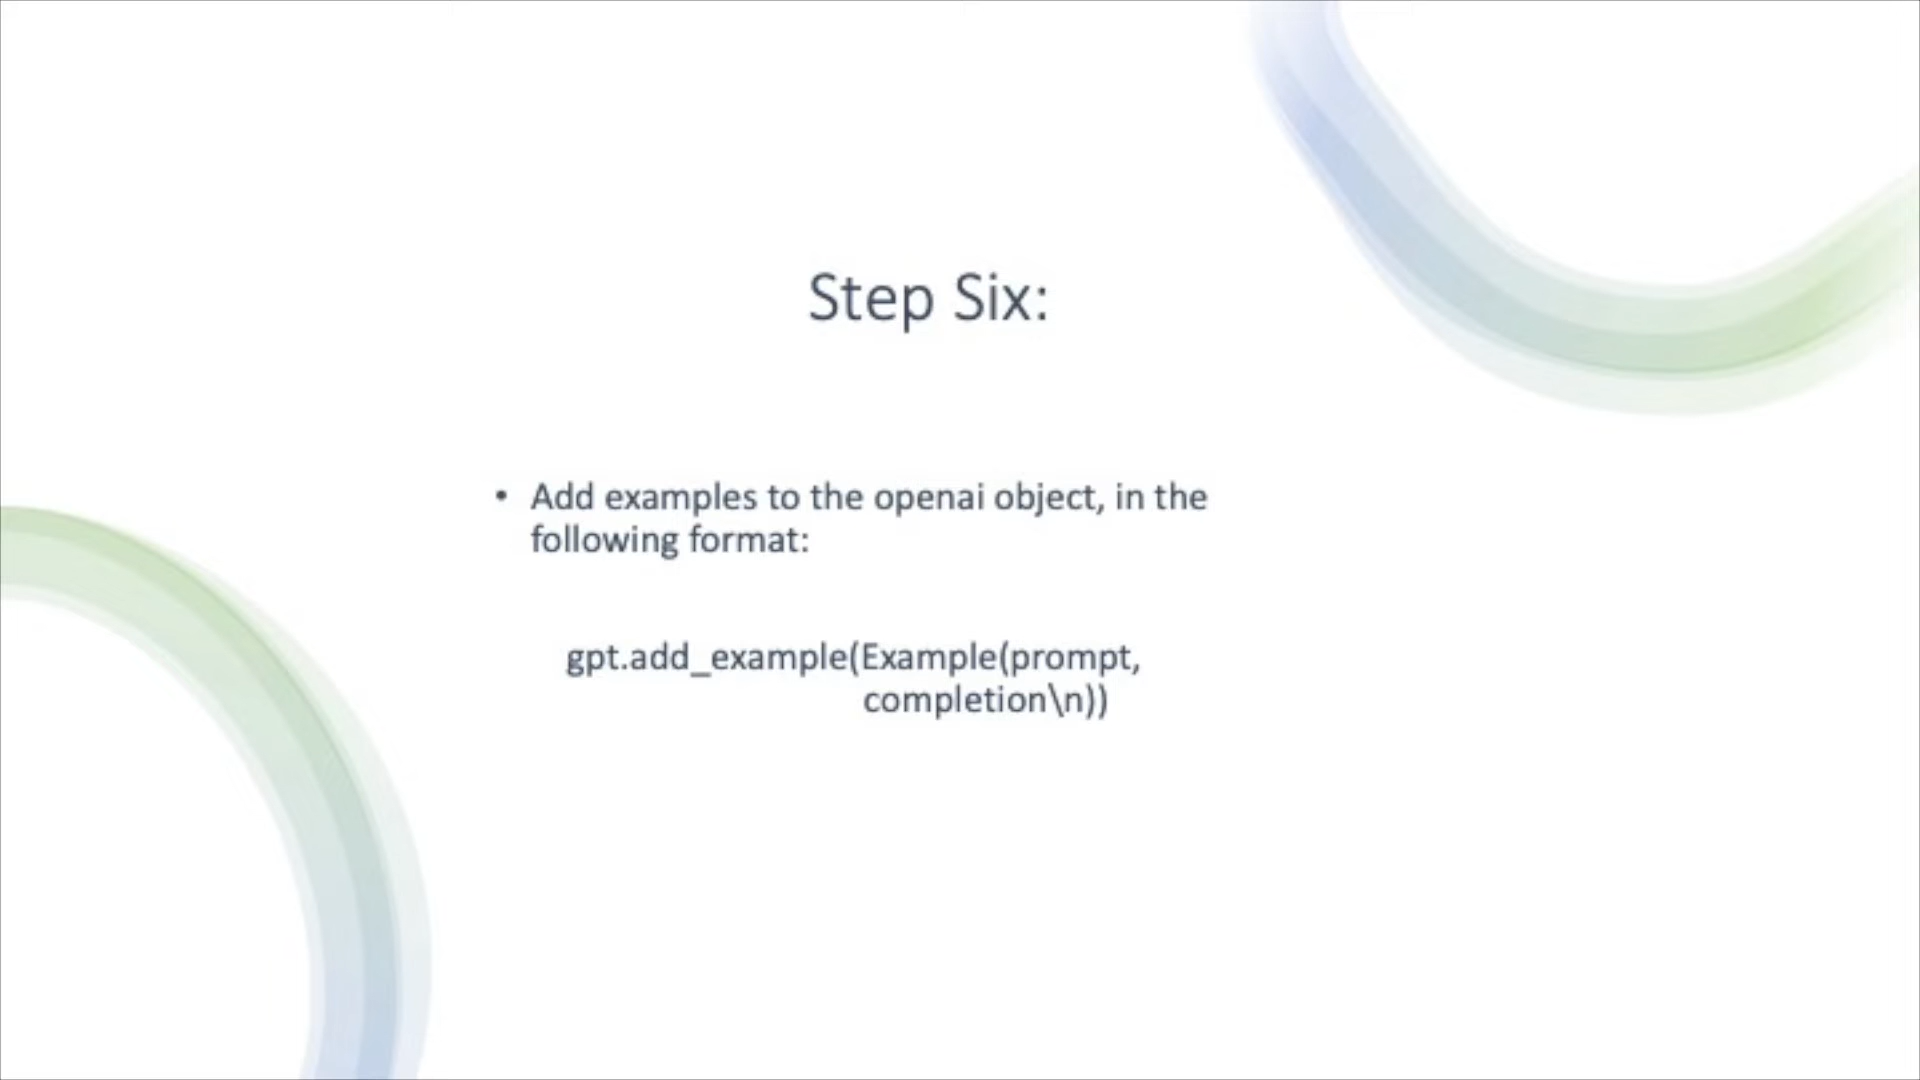 Step Six:
• Add examples to the openai object, in the
following format:
gpt.add_example(Example(prompt,
completion\n))